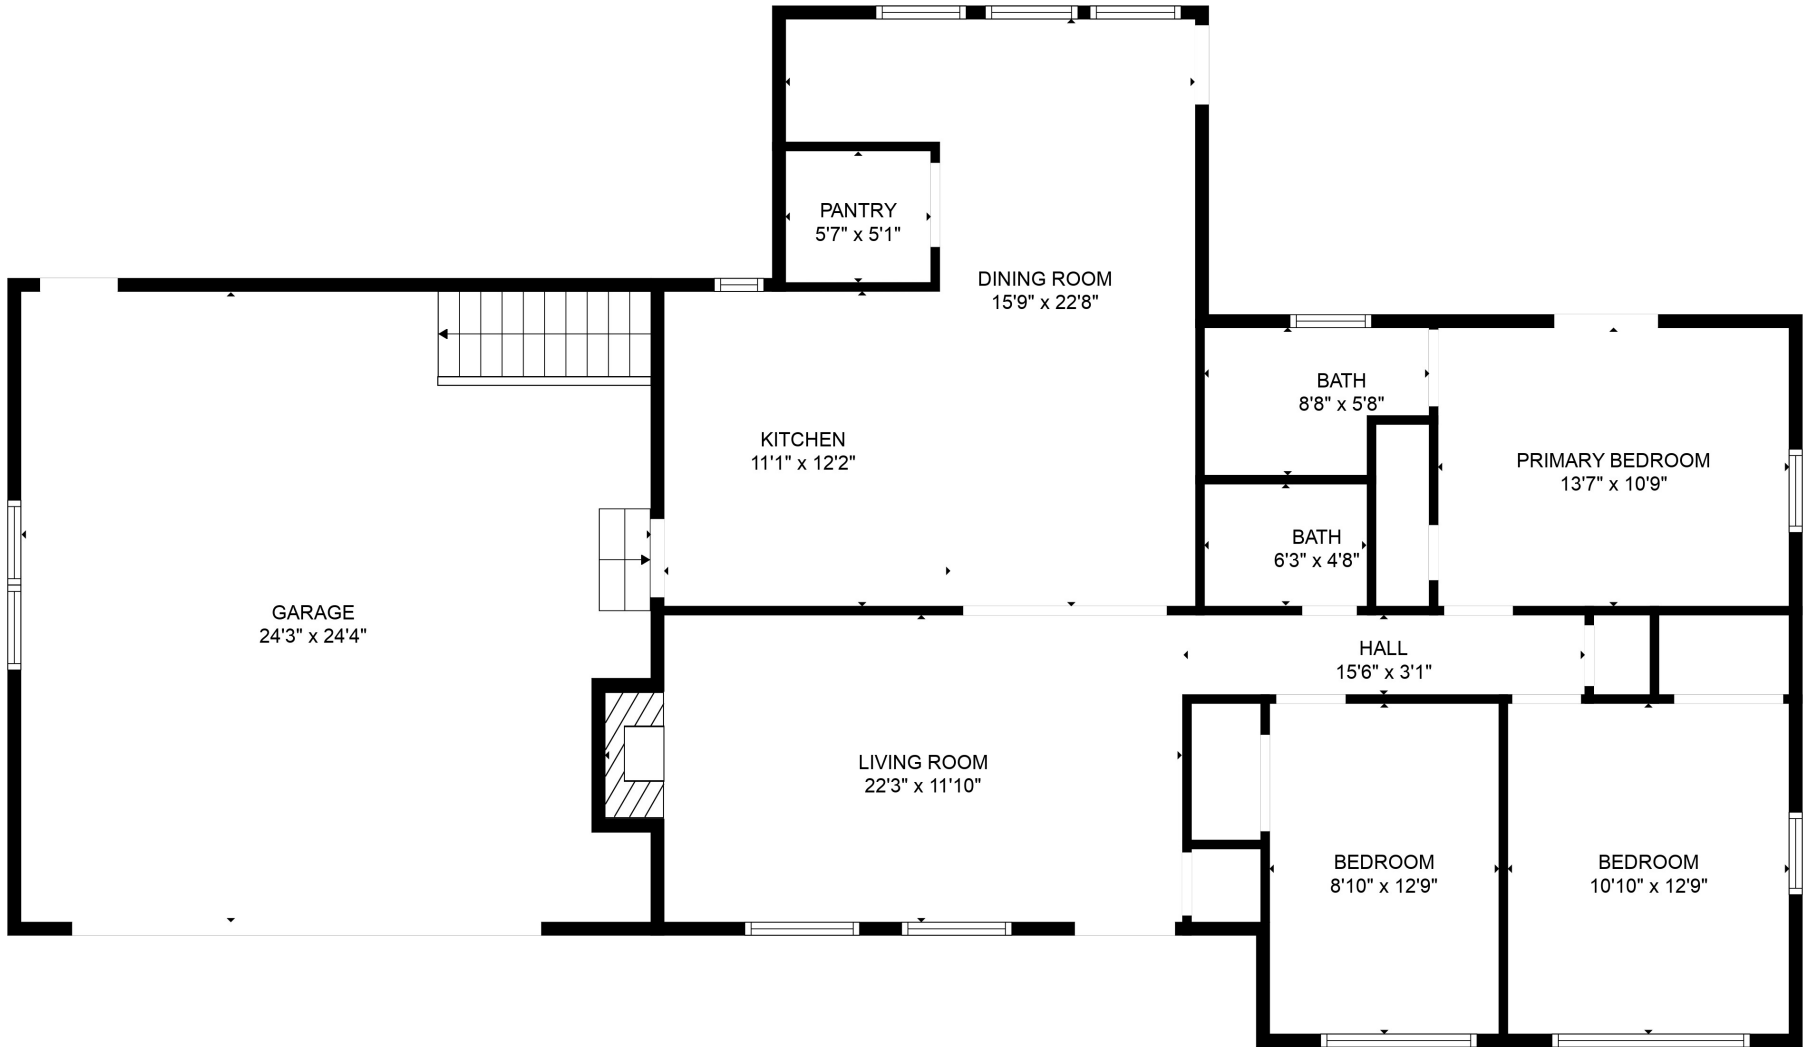 PANTRY
5'7" x 5'1"
DINING ROOM
15'9" x 22'8"
BATH
8'8" x 5'8"
KITCHEN
11'1" x 12'2"
PRIMARY BEDROOM
13'7" x 10'9"
BATH
6'3" x 4'8"
GARAGE
24'3" x 24'4"
HALL
15'6" x 3'1"
LIVING ROOM
22'3" x 11'10"
BEDROOM
8'10" x 12'9"
BEDROOM
10'10" x 12'9"